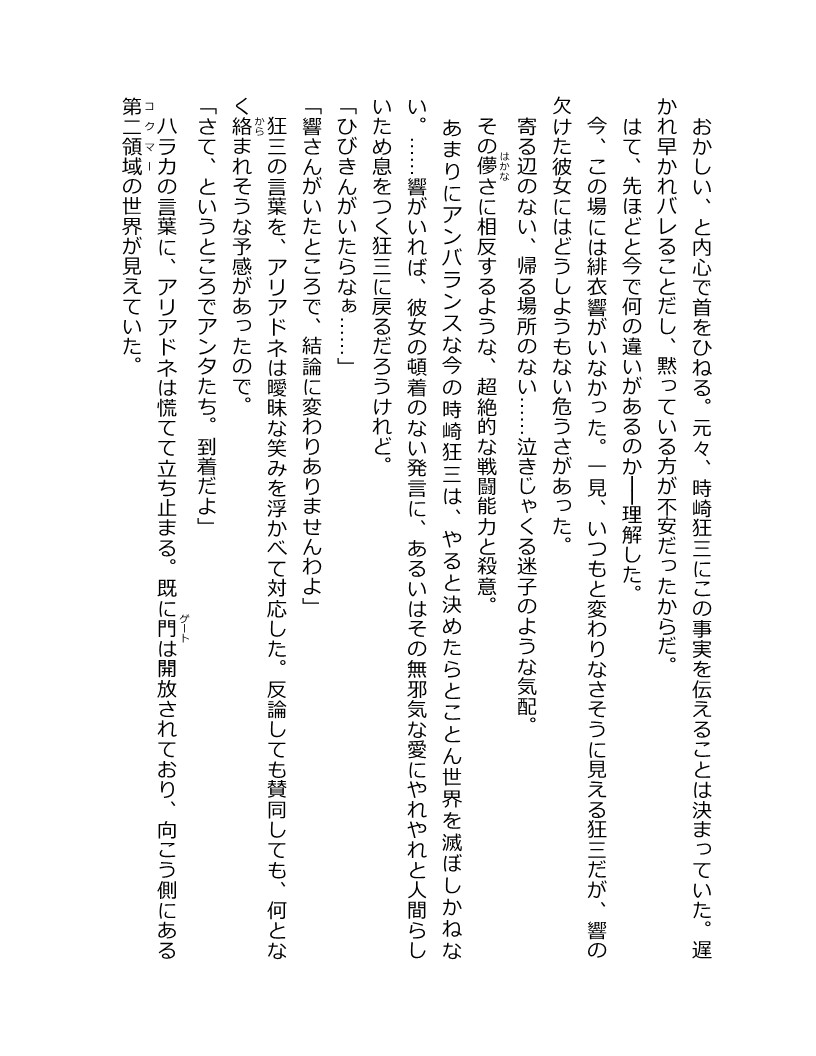 おかしい、と内心で首をひねる。元々、時崎狂三にこの事実を伝えることは決まっていた。遅
かれ早かれバレることだし、黙っている方が不安だったからだ。
はて、先ほどと今で何の違いがあるのか──理解した。
今、この場には緋衣響がいなかった。一見、いつもと変わりなさそうに見える狂三だが、響の
欠けた彼女にはどうしようもない危うさがあった。
寄る辺のない、帰る場所のない……泣きじゃくる迷子のような気配。
その儚さに相反するような、超絶的な戦闘能力と殺意。
はかな
あまりにアンバランスな今の時崎狂三は、やると決めたらとことん世界を滅ぼしかねな
い。……響がいれば、彼女の頓着のない発言に、あるいはその無邪気な愛にやれやれと人間らし
いため息をつく狂三に戻るだろうけれど。
「ひびきんがいたらなぁ……」
「響さんがいたところで、結論に変わりありませんわよ」
狂三の言葉を、アリアドネは曖昧な笑みを浮かべて対応した。反論しても賛同しても、何とな
く絡まれそうな予感があったので。
から
「さて、というところでアンタたち。到着だよ」
ハラカの言葉に、アリアドネは慌てて立ち止まる。既に門は開放されており、向こう側にある
ゲート
第二領域の世界が見えていた。
コクマー